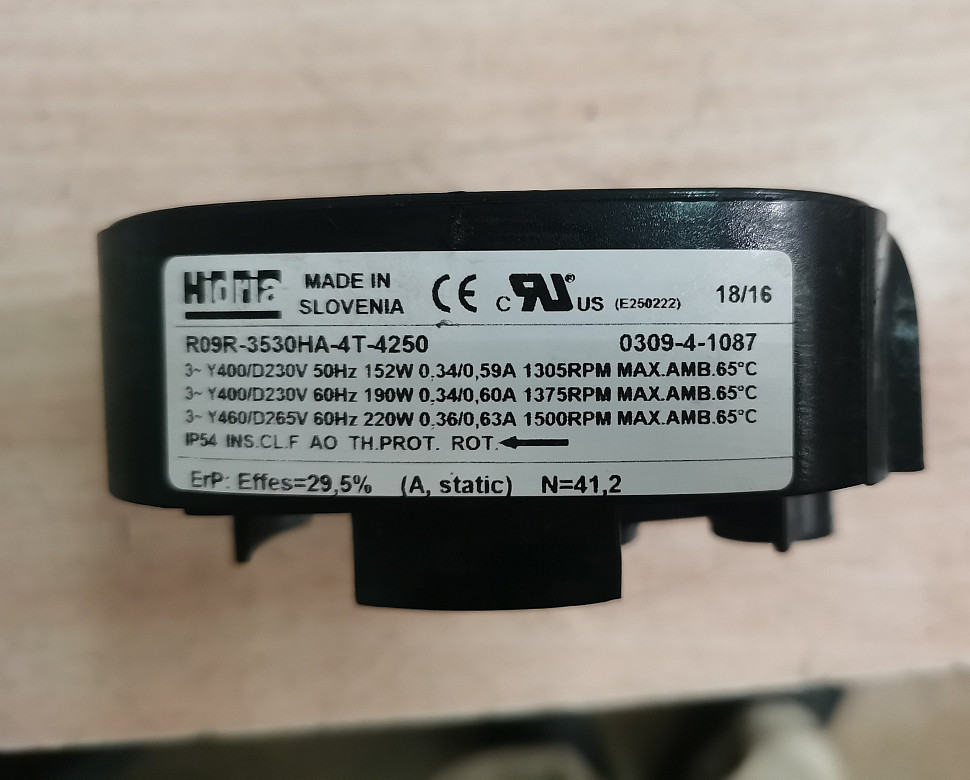 Hidria MADE IN SLOVENIA CE C RU® US (E250222) 18/16
R09R-3530HA-4T-4250 0309-4-1087
3~ Y400/D230V 50Hz 152W 0.34/0,59A 1305RPM MAX.AMB.65°C
3~ Y400/D230V 60Hz 190W 0.34/0,60A 1375RPM MAX.AMB.65°C
3~ Y460/D265V 60Hz 220W 0.36/0,63A 1500RPM MAX.AMB.65°C
IP54 INS.CL.F AO TH.PROT. ROT.
ErP: Effes=29,5% (A, static) N=41,2